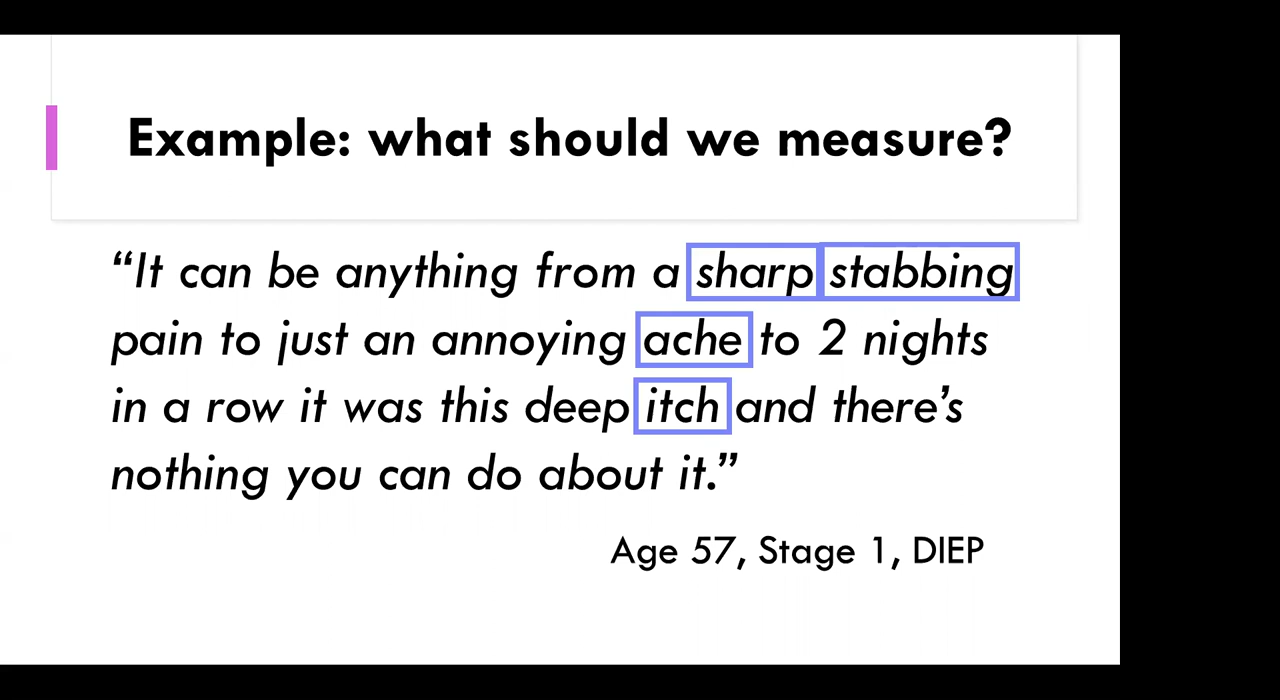 Example: what should we measure?
“It can be anything from a sharp stabbing
pain to just an annoying ache to 2 nights
in a row it was this deep itch and there’s
nothing you can do about it.”
Age 57, Stage 1, DIEP